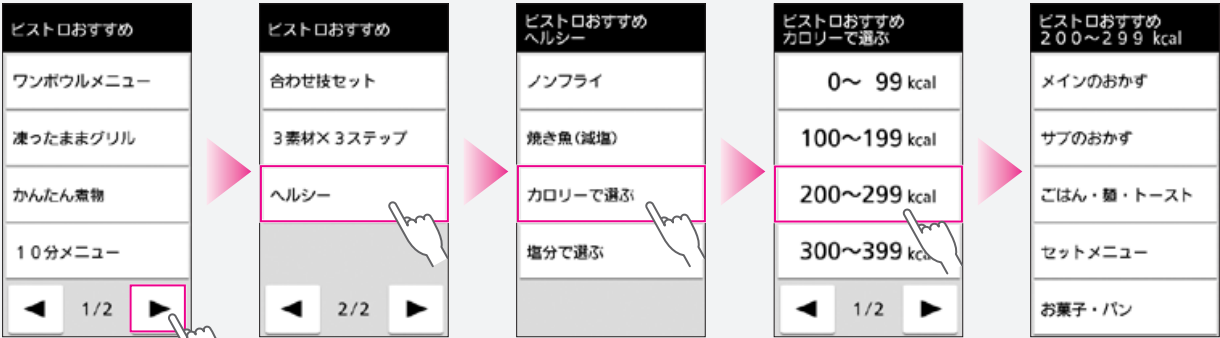 ビストロおすすめ
ワンボウルメニュー
凍ったままグリル
かんたん煮物
10分メニュー
◀ 1/2 ▶
ビストロおすすめ
合わせ技セット
3素材×3ステップ
ヘルシー
◀ 2/2 ▶
ビストロおすすめ
ヘルシー
ノンフライ
焼き魚(減塩)
カロリーで選ぶ
塩分で選ぶ
ビストロおすすめ
カロリーで選ぶ
0~ 99 kcal
100~199 kcal
200~299 kcal
300~399 kcal
◀ 1/2 ▶
ビストロおすすめ
200~299 kcal
メインのおかず
サブのおかず
ごはん・麺・トースト
セットメニュー
お菓子・パン